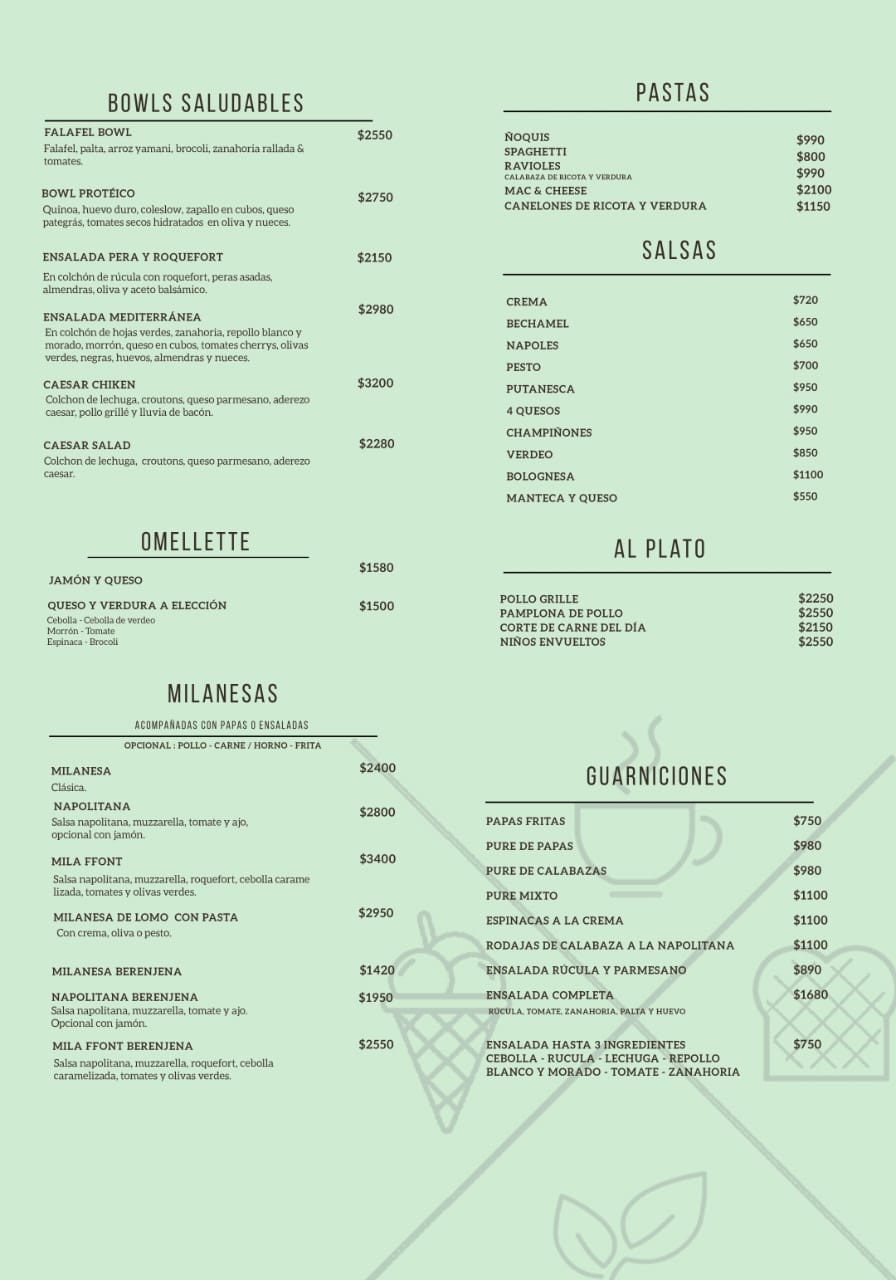 BOWLS SALUDABLES
FALAFEL BOWL $2550
Falafel, palta, arroz yamani, brocoli, zanahoria rallada &
tomates.
BOWL PROTÉICO $2750
Quinoa, huevo duro, coleslow, zapallo en cubos, queso
pategrás, tomates secos hidratados en oliva y nueces.
ENSALADA PERA Y ROQUEFORT $2150
En colchón de rúcula con roquefort, peras asadas,
almendras, oliva y aceto balsámico.
ENSALADA MEDITERRÁNEA $2980
En colchón de hojas verdes, zanahoria, repollo blanco y
morado, morrón, queso en cubos, tomates cherrys, olivas
verdes, negras, huevos, almendras y nueces.
CAESAR CHIKEN $3200
Colchon de lechuga, croutons, queso parmesano, aderezo
caesar, pollo grillé y lluvia de bacón.
CAESAR SALAD $2280
Colchon de lechuga, croutons, queso parmesano, aderezo
caesar.
OMELLETTE
JAMÓN Y QUESO $1580
QUESO Y VERDURA A ELECCIÓN $1500
Cebolla - Cebolla de verdeo
Morrón - Tomate
Espinaca - Brocoli
MILANESAS
ACOMPAÑADAS CON PAPAS O ENSALADAS
OPCIONAL : POLLO - CARNE / HORNO - FRITA
MILANESA $2400
Clásica.
NAPOLITANA $2800
Salsa napolitana, muzzarella, tomate y ajo,
opcional con jamón.
MILA FFONT $3400
Salsa napolitana, muzzarella, roquefort, cebolla carame
lizada, tomates y olivas verdes.
MILANESA DE LOMO CON PASTA $2950
Con crema, oliva o pesto.
MILANESA BERENJENA $1420
NAPOLITANA BERENJENA $1950
Salsa napolitana, muzzarella, tomate y ajo.
Opcional con jamón.
MILA FFONT BERENJENA $2550
Salsa napolitana, muzzarella, roquefort, cebolla
caramelizada, tomates y olivas verdes.
PASTAS
ÑOQUIS $990
SPAGHETTI $800
RAVIOLES $990
CALABAZA DE RICOTA Y VERDURA
MAC & CHEESE $2100
CANELONES DE RICOTA Y VERDURA $1150
SALSAS
CREMA $720
BECHAMEL $650
NAPOLES $650
PESTO $700
PUTANESCA $950
4 QUESOS $990
CHAMPIÑONES $950
VERDEO $850
BOLOGNESA $1100
MANTECA Y QUESO $550
AL PLATO
POLLO GRILLE $2250
PAMPLONA DE POLLO $2550
CORTE DE CARNE DEL DÍA $2150
NIÑOS ENVUELTOS $2550
GUARNICIONES
PAPAS FRITAS $750
PURE DE PAPAS $980
PURE DE CALABAZAS $980
PURE MIXTO $1100
ESPINACAS A LA CREMA $1100
RODAJAS DE CALABAZA A LA NAPOLITANA $1100
ENSALADA RÚCULA Y PARMESANO $890
ENSALADA COMPLETA $1680
RÚCULA, TOMATE, ZANAHORIA, PALTA Y HUEVO
ENSALADA HASTA 3 INGREDIENTES $750
CEBOLLA - RUCULA - LECHUGA - REPOLLO
BLANCO Y MORADO - TOMATE - ZANAHORIA